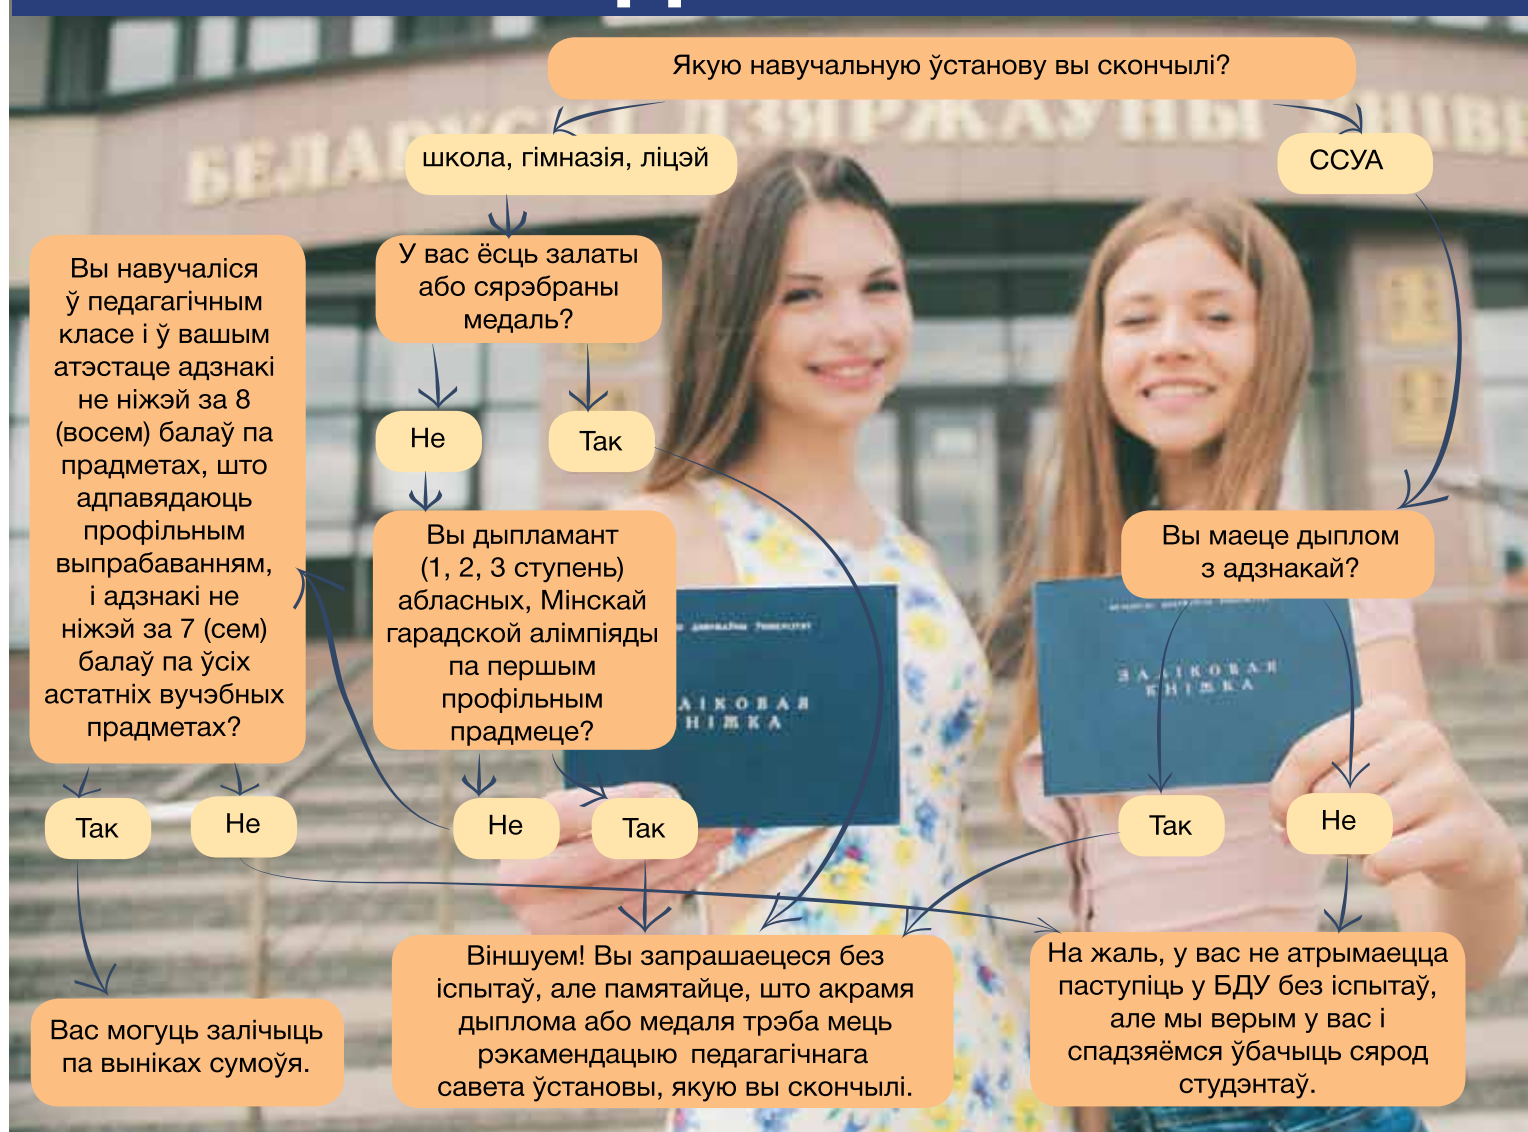 Якую навучальную ўстанову вы скончылі?
школа, гімназія, ліцэй
ССУА
У вас ёсць залаты
або сярэбраны
медаль?
Не
Так
Вы дыпламант
(1, 2, 3 ступень)
абласных, Мінскай
гарадской алімпіяды
па першым
профільным
прадмеце?
Не
Так
Вы навучаліся
ў педагагічным
класе і ў вашым
атэстаце адзнакі
не ніжэй за 8
(восем) балаў па
прадметах, што
адпавядаюць
профільным
выпрабаванням,
і адзнакі не
ніжэй за 7 (сем)
балаў па ўсіх
астатніх вучэбных
прадметах?
Так
Не
Вы маеце дыплом
з адзнакай?
Так
Не
Вас могуць залічыць
па выніках сумоўя.
Віншуем! Вы запрашаецеся без
іспытаў, але памятайце, што акрамя
дыплома або медаля трэба мець
рэкамендацыю педагагічнага
савета ўстановы, якую вы скончылі.
На жаль, у вас не атрымаецца
паступіць у БДУ без іспытаў,
але мы верым у вас і
спадзяёмся ўбачыць сярод
студэнтаў.
ДЗЯРЖАЎНЫ
ЗАЛІКОВАЯ
КНІЖКА